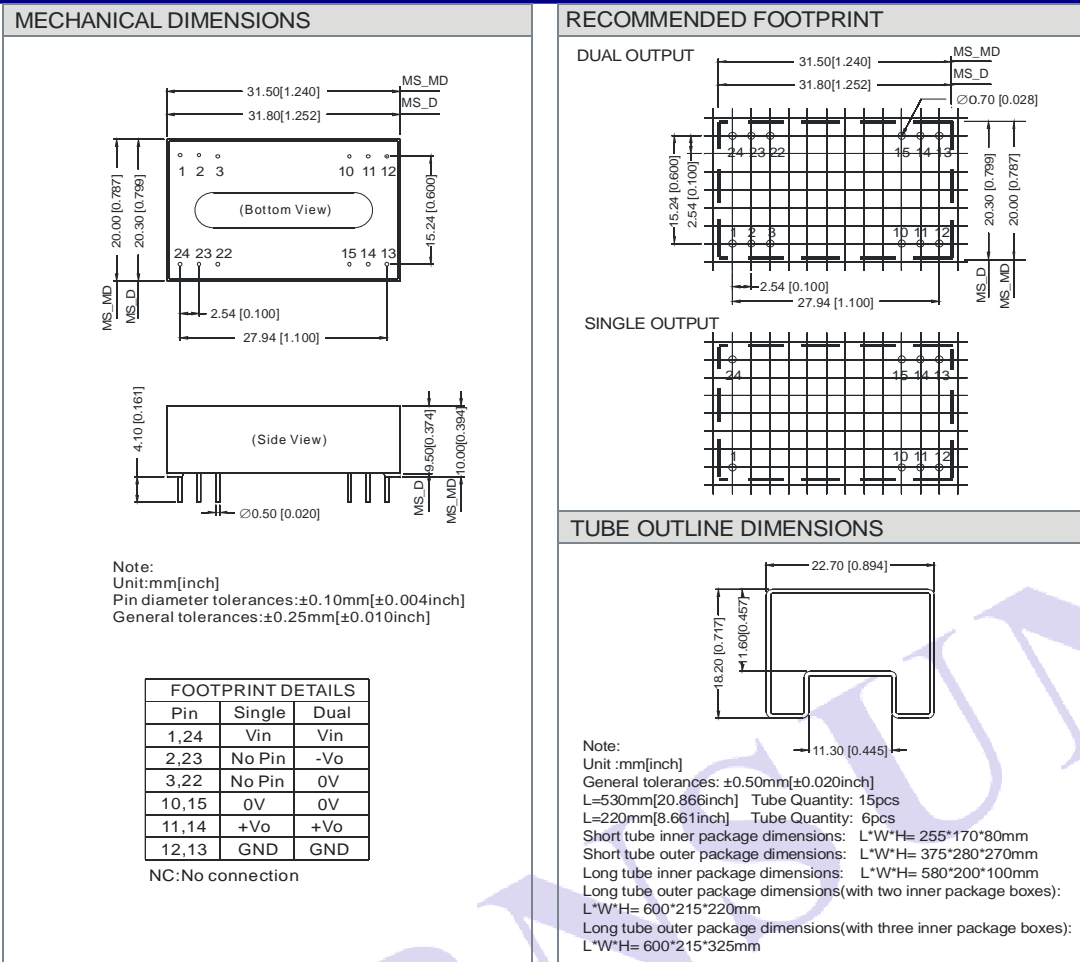 MECHANICAL DIMENSIONS
31.50[1.240]
MS_MD
31.80[1.252]
MS_D
1 2 3
10 11 12
(Bottom View)
24 23 22
15 14 13
20.00 [0.787]
20.30 [0.799]
MS_MD
MS_D
15.24 [0.600]
2.54 [0.100]
27.94 [1.100]
4.10 [0.161]
(Side View)
9.50[0.374]
10.00[0.394]
MS_D
MS_MD
∅0.50 [0.020]
Note:
Unit:mm[inch]
Pin diameter tolerances:±0.10mm[±0.004inch]
General tolerances:±0.25mm[±0.010inch]
FOOTPRINT DETAILS
Pin Single Dual
1,24 Vin Vin
2,23 No Pin -Vo
3,22 No Pin 0V
10,15 0V 0V
11,14 +Vo +Vo
12,13 GND GND
NC:No connection
RECOMMENDED FOOTPRINT
DUAL OUTPUT
31.50[1.240]
MS_MD
31.80[1.252]
MS_D
∅0.70 [0.028]
24 23 22
15 14 13
15.24 [0.600]
2.54 [0.100]
1 2 3
10 11 12
20.30 [0.799]
20.00 [0.787]
MS_D
MS_MD
2.54 [0.100]
27.94 [1.100]
SINGLE OUTPUT
24
15 14 13
1
10 11 12
TUBE OUTLINE DIMENSIONS
22.70 [0.894]
18.20 [0.717]
11.60[0.457]
11.30 [0.445]
Note:
Unit :mm[inch]
General tolerances: ±0.50mm[±0.020inch]
L=530mm[20.866inch] Tube Quantity: 15pcs
L=220mm[8.661inch] Tube Quantity: 6pcs
Short tube inner package dimensions: L*W*H= 255*170*80mm
Short tube outer package dimensions: L*W*H= 375*280*270mm
Long tube inner package dimensions: L*W*H= 580*200*100mm
Long tube outer package dimensions(with two inner package boxes):
L*W*H= 600*215*220mm
Long tube outer package dimensions(with three inner package boxes):
L*W*H= 600*215*325mm